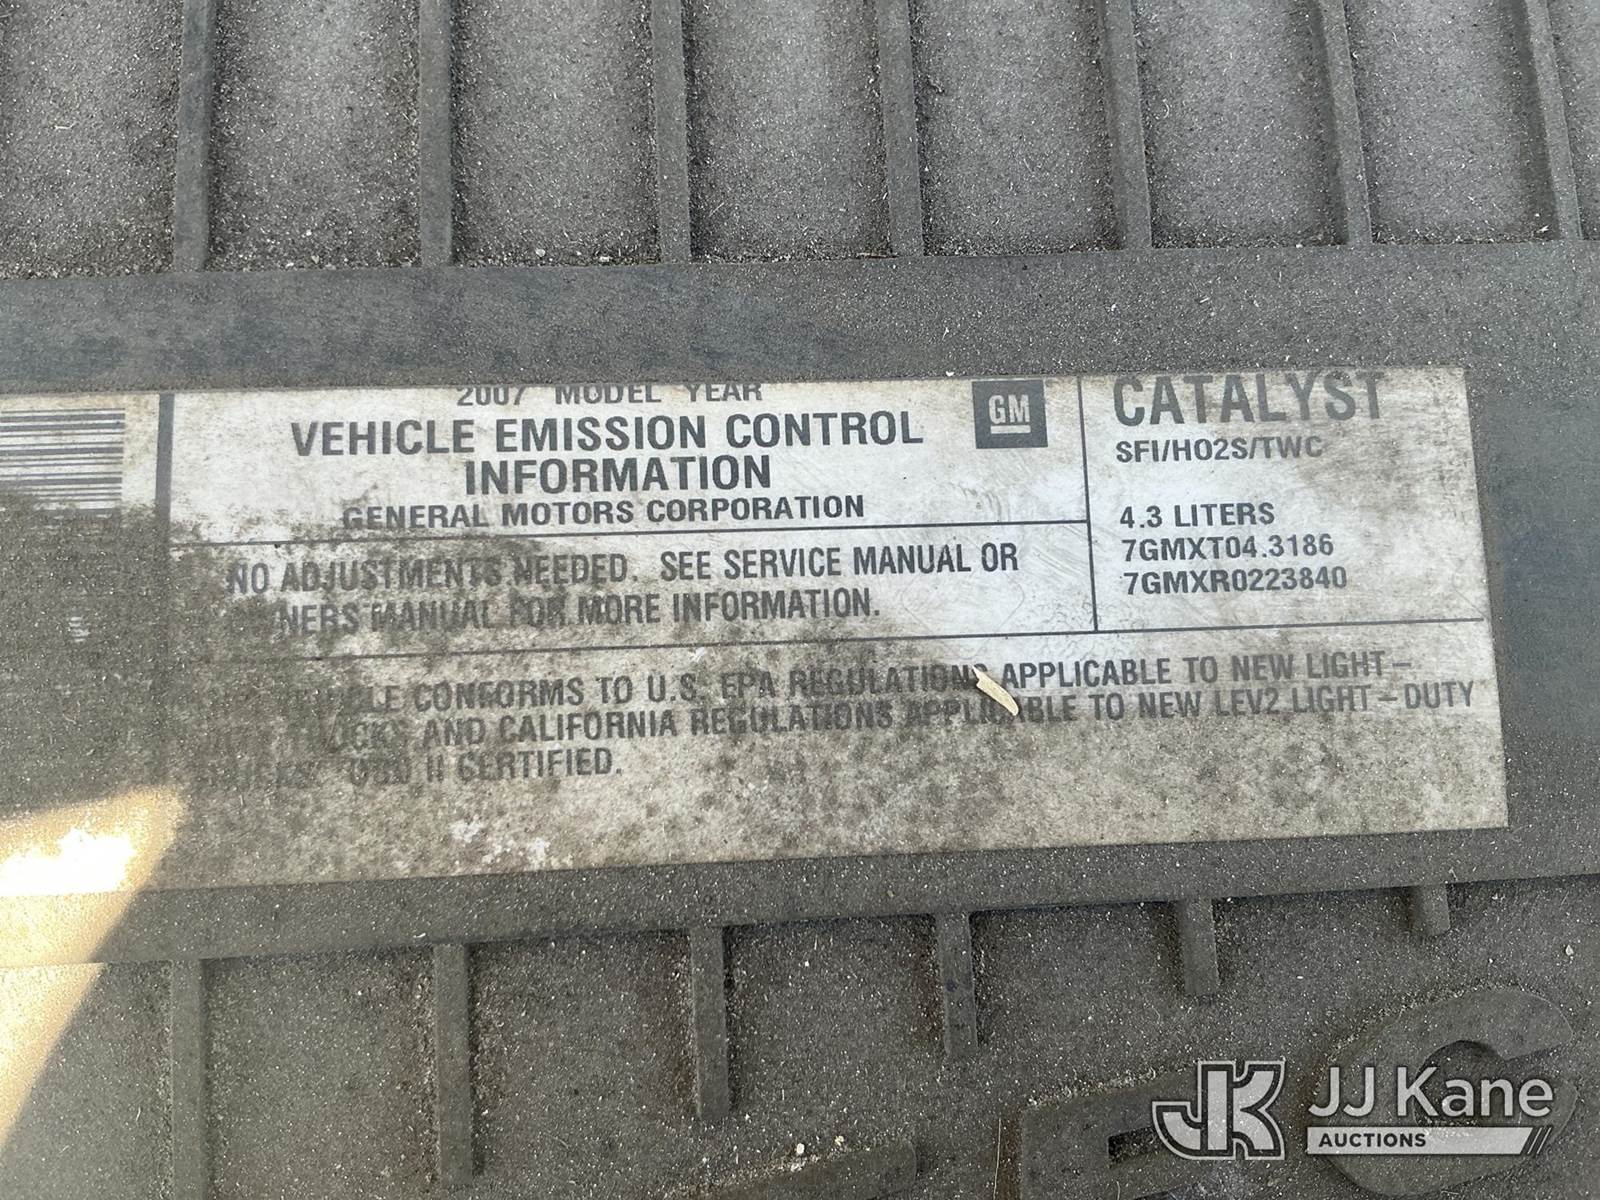 2007 MODEL YEAR
VEHICLE EMISSION CONTROL
INFORMATION
GENERAL MOTORS CORPORATION
GM
NO ADJUSTMENTS NEEDED. SEE SERVICE MANUAL OR
MANUAL FOR MORE INFORMATION.
CATALYST
SFI/HO2S/TWC
4.3 LITERS
7GMXT04.3186
7GMXR0223840
CONFORMS TO U.S. EPA REGULATIONS APPLICABLE TO NEW LIGHT-
AND CALIFORNIA REGULATIONS APPLICABLE TO NEW LEV2 LIGHT-DUTY
OBD II CERTIFIED.
JK JJ Kane
AUCTIONS